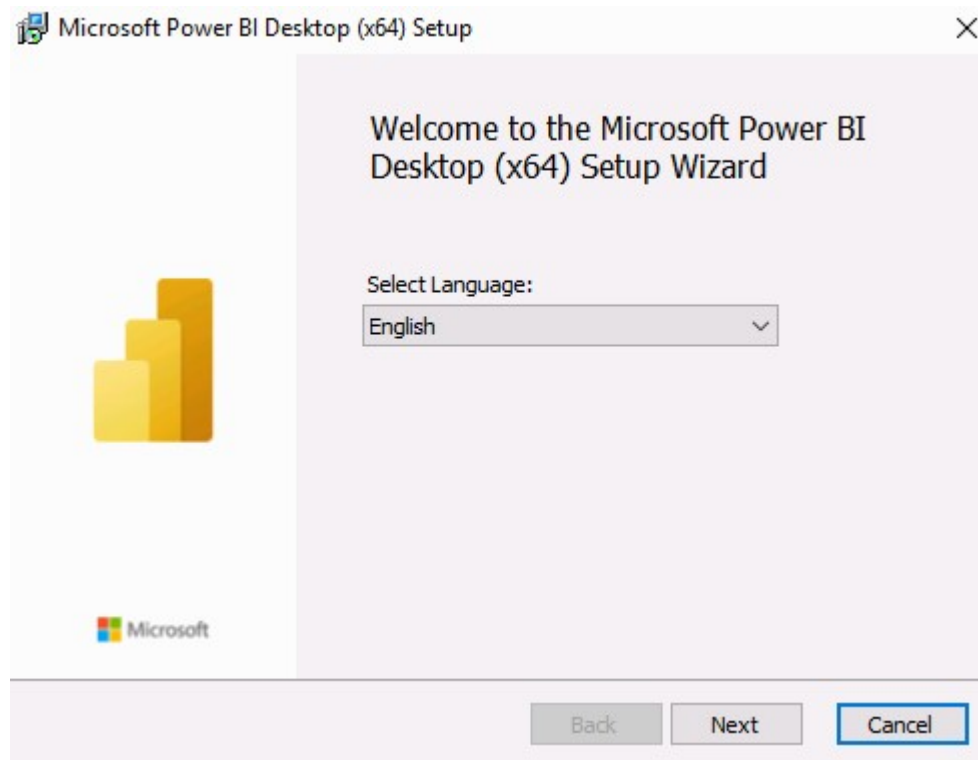 Microsoft Power BI Desktop (x64) Setup
Welcome to the Microsoft Power BI
Desktop (x64) Setup Wizard
Select Language:
English
Microsoft
Back
Next
Cancel